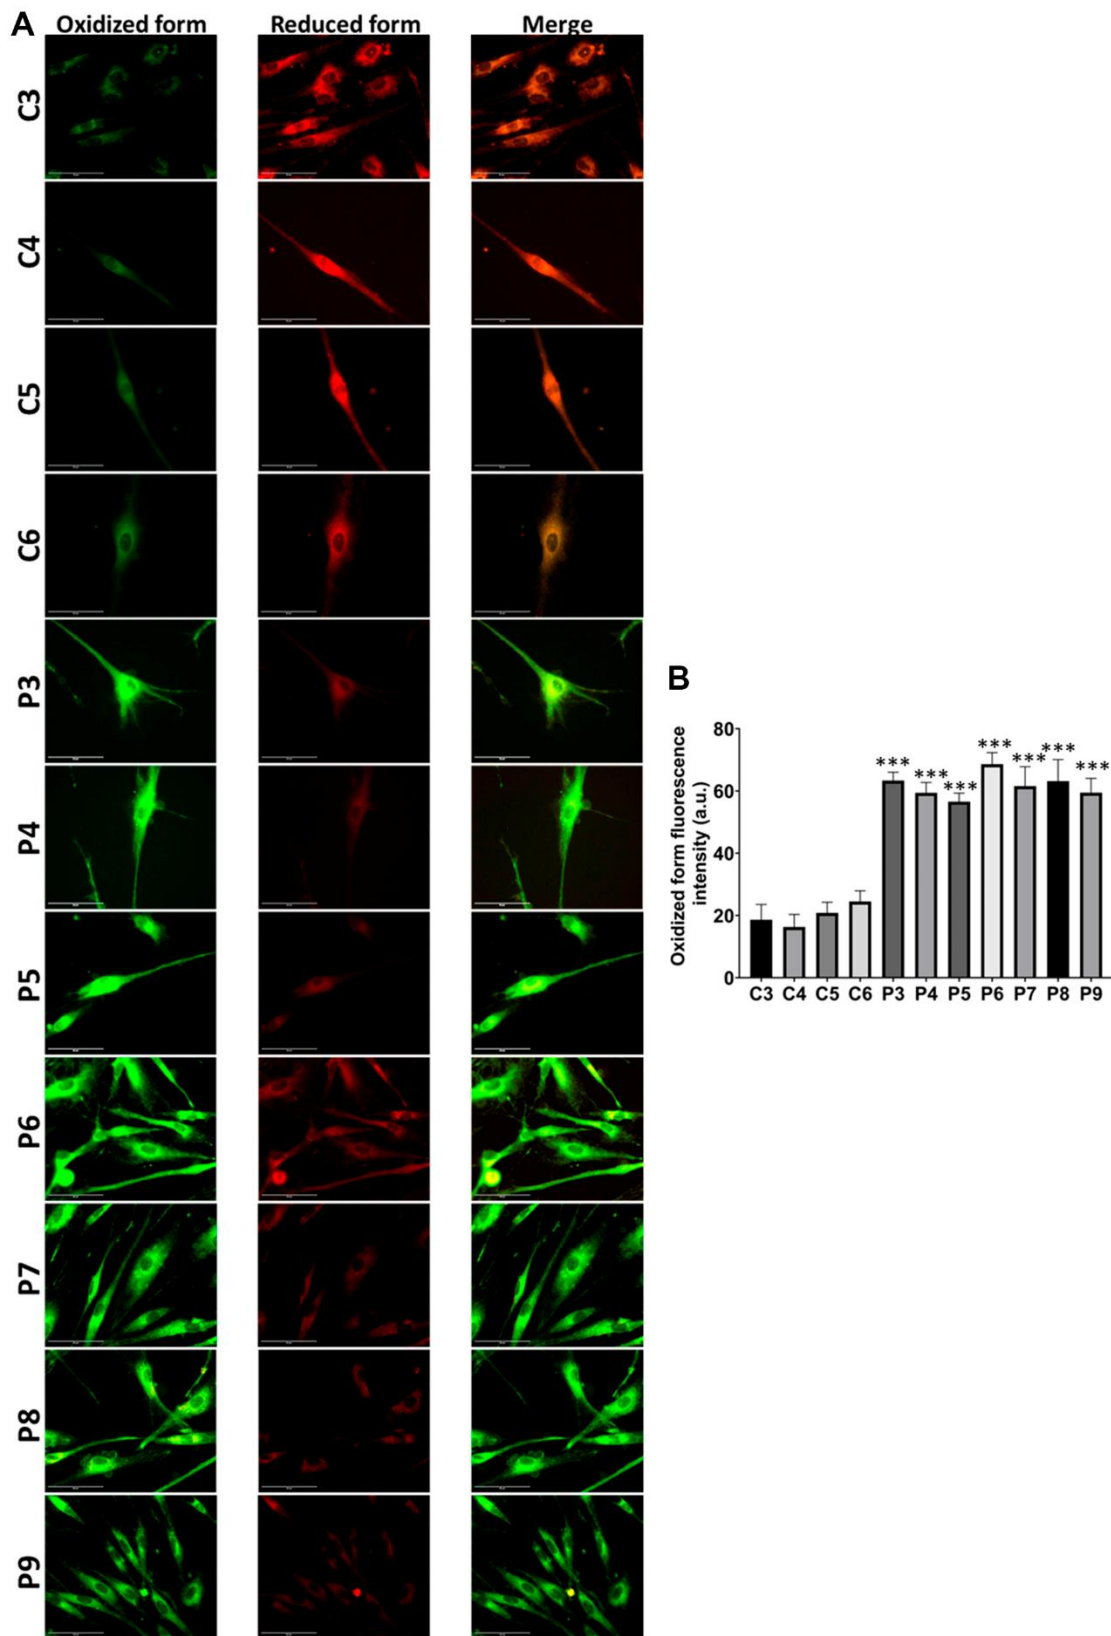 A
Oxidized form Reduced form Merge
C3
C4
C5
C6
P3
P4
P5
P6
P7
P8
P9
B
Oxidized form fluorescence
intensity (a.u.)
80
60
40
20
0
*** *** *** *** *** *** ***
C3 C4 C5 C6 P3 P4 P5 P6 P7 P8 P9